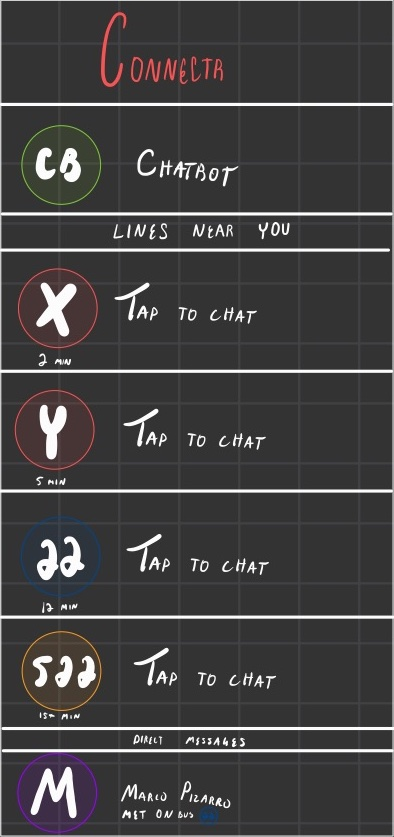 CONNECTR
CB
CHATBOT
LINES NEAR YOU
X
TAP TO CHAT
2 MIN
Y
TAP TO CHAT
5 MIN
22
TAP TO CHAT
12 MIN
522
TAP TO CHAT
15+ MIN
DIRECT MESSAGES
M
MARCO PIZARRO
MET ON BUS 22